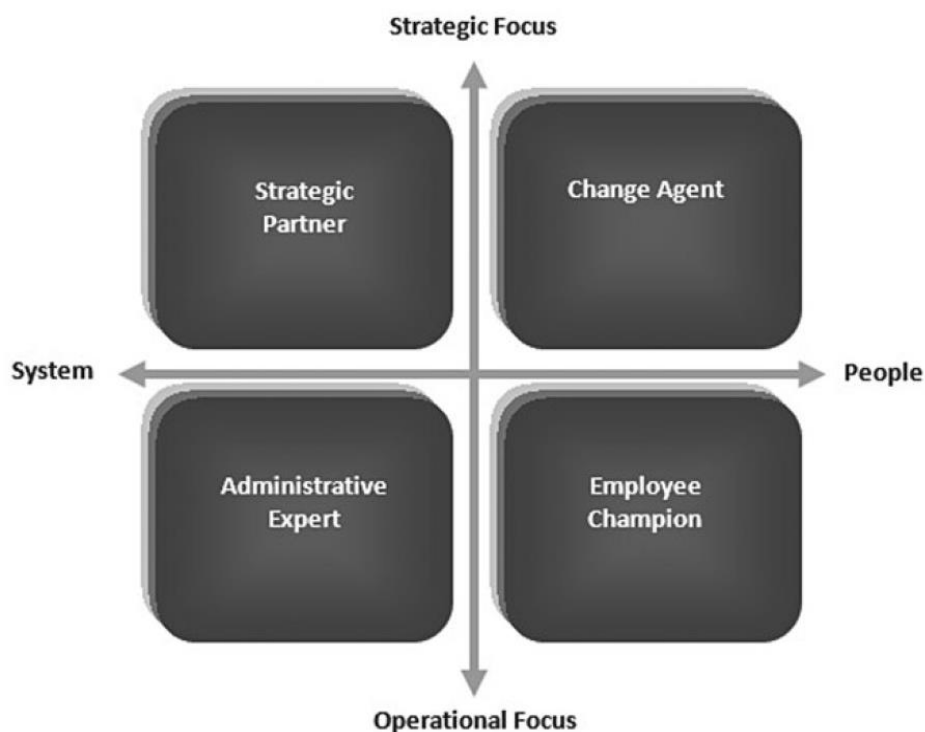 Strategic Focus
Strategic
Partner
Change Agent
System
People
Administrative
Expert
Employee
Champion
Operational Focus